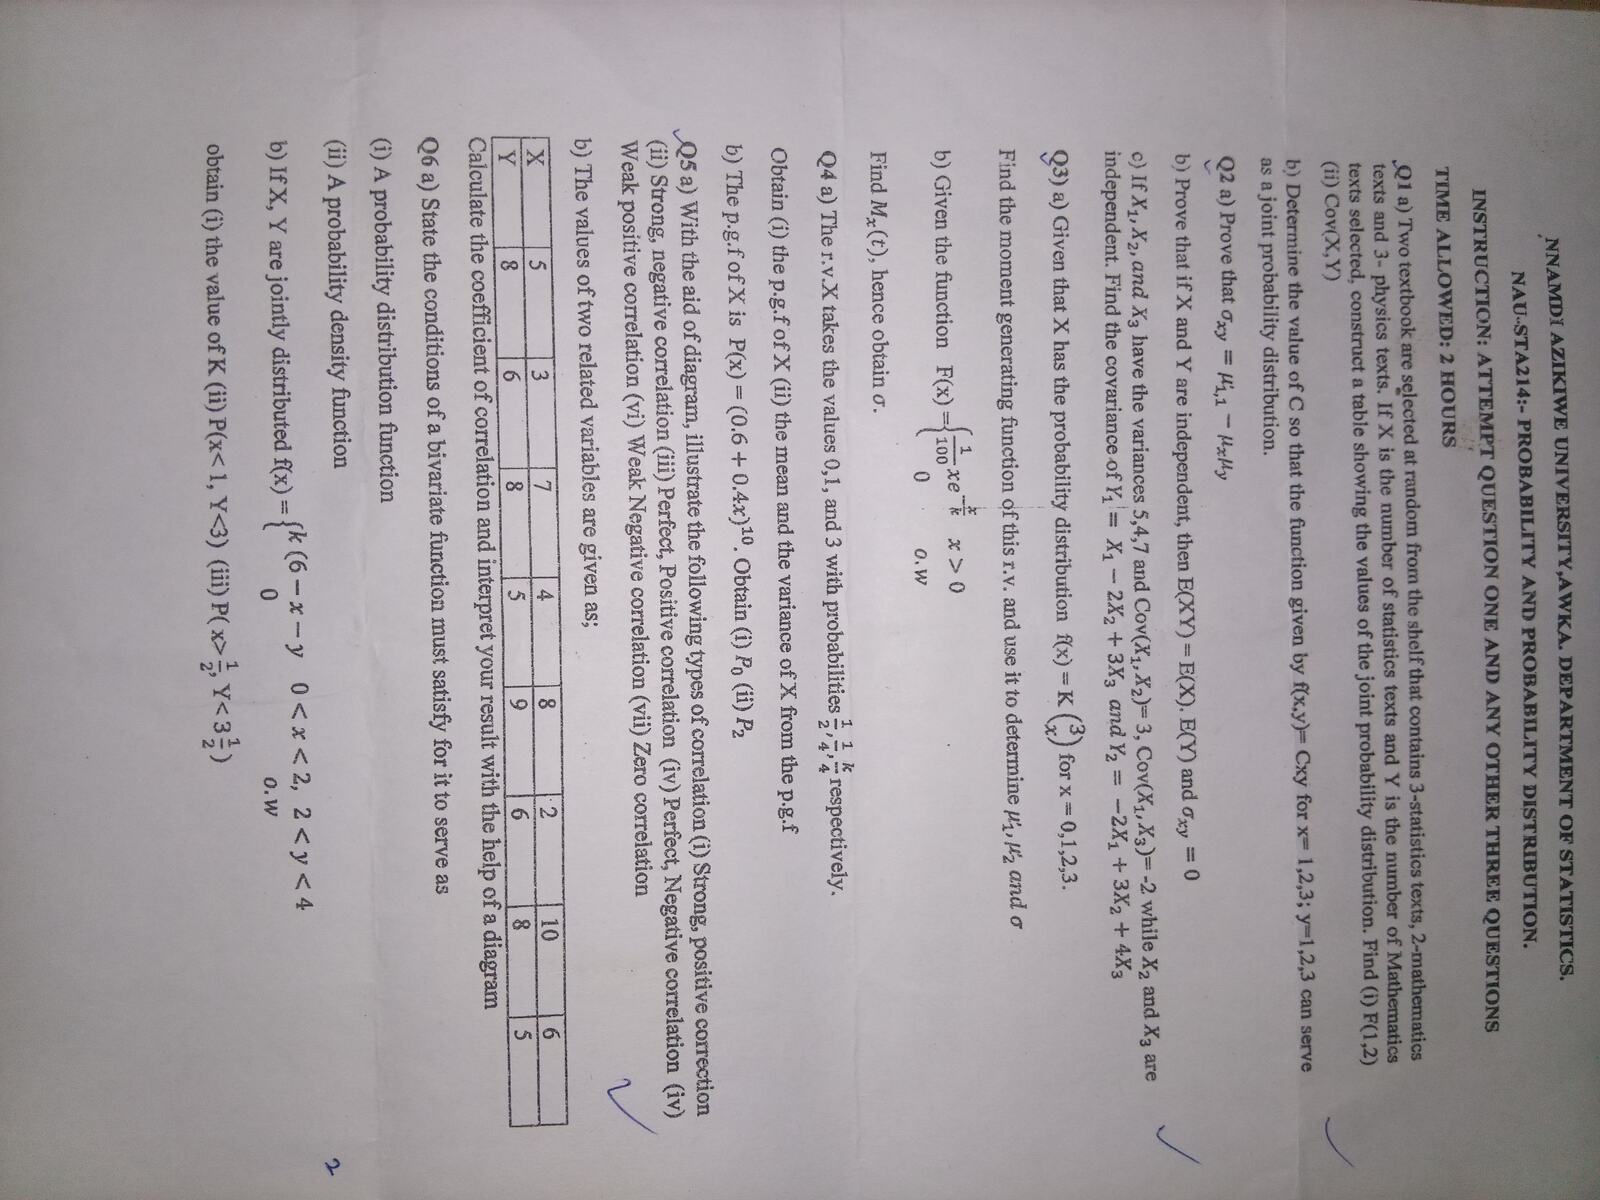 NNAMDI AZIKIWE UNIVERSITY,AWKA. DEPARTMENT OF STATISTICS.
NAU-STA214:- PROBABILITY AND PROBABILITY DISTRIBUTION.
INSTRUCTION: ATTEMPT QUESTION ONE AND ANY OTHER THREE QUESTIONS
TIME ALLOWED: 2 HOURS
Q1 a) Two textbook are selected at random from the shelf that contains 3-statistics texts, 2-mathematics
texts and 3- physics texts. If X is the number of statistics texts and Y is the number of Mathematics
texts selected, construct a table showing the values of the joint probability distribution. Find (i) F(1,2)
(ii) Cov(X,Y)
b) Determine the value of C so that the function given by f(x,y)= Cxy for x= 1,2,3; y=1,2,3 can serve
as a joint probability distribution.
Q2 a) Prove that σxy = μ'1,1 − μxμy
b) Prove that if X and Y are independent, then E(XY) = E(X). E(Y) and σxy = 0
c) If X1, X2, and X3 have the variances 5,4,7 and Cov(X1, X2)= 3, Cov(X1, X3)= -2 while X2 and X3 are
independent. Find the covariance of Y1 = X1 − 2X2 + 3X3 and Y2 = −2X1 + 3X2 + 4X3
Q3) a) Given that X has the probability distribution f(x) = K (3 x) for x = 0,1,2,3.
Find the moment generating function of this r.v. and use it to determine μ'1, μ'2 and σ
b) Given the function F(x) = { 1/100 xe^-x/k x > 0
0 o.w
Find Mx(t), hence obtain σ.
Q4 a) The r.v.X takes the values 0,1, and 3 with probabilities 1/2, 1/4, k/4 respectively.
Obtain (i) the p.g.f of X (ii) the mean and the variance of X from the p.g.f
b) The p.g.f of X is P(x) = (0.6 + 0.4x)^10. Obtain (i) P0 (ii) P2
Q5 a) With the aid of diagram, illustrate the following types of correlation (i) Strong, positive correction
(ii) Strong, negative correlation (iii) Perfect, Positive correlation (iv) Perfect, Negative correlation (iv)
Weak positive correlation (vi) Weak Negative correlation (vii) Zero correlation
b) The values of two related variables are given as;
X 5 3 7 4 8 2 10 6
Y 8 6 8 5 9 6 8 5
Calculate the coefficient of correlation and interpret your result with the help of a diagram
Q6 a) State the conditions of a bivariate function must satisfy for it to serve as
(i) A probability distribution function
(ii) A probability density function
2
b) If X, Y are jointly distributed f(x) = { k (6 − x − y 0 < x < 2, 2 < y < 4
0 o.w
obtain (i) the value of K (ii) P(x< 1, Y<3) (iii) P( x> 1/2, Y< 3 1/2 )